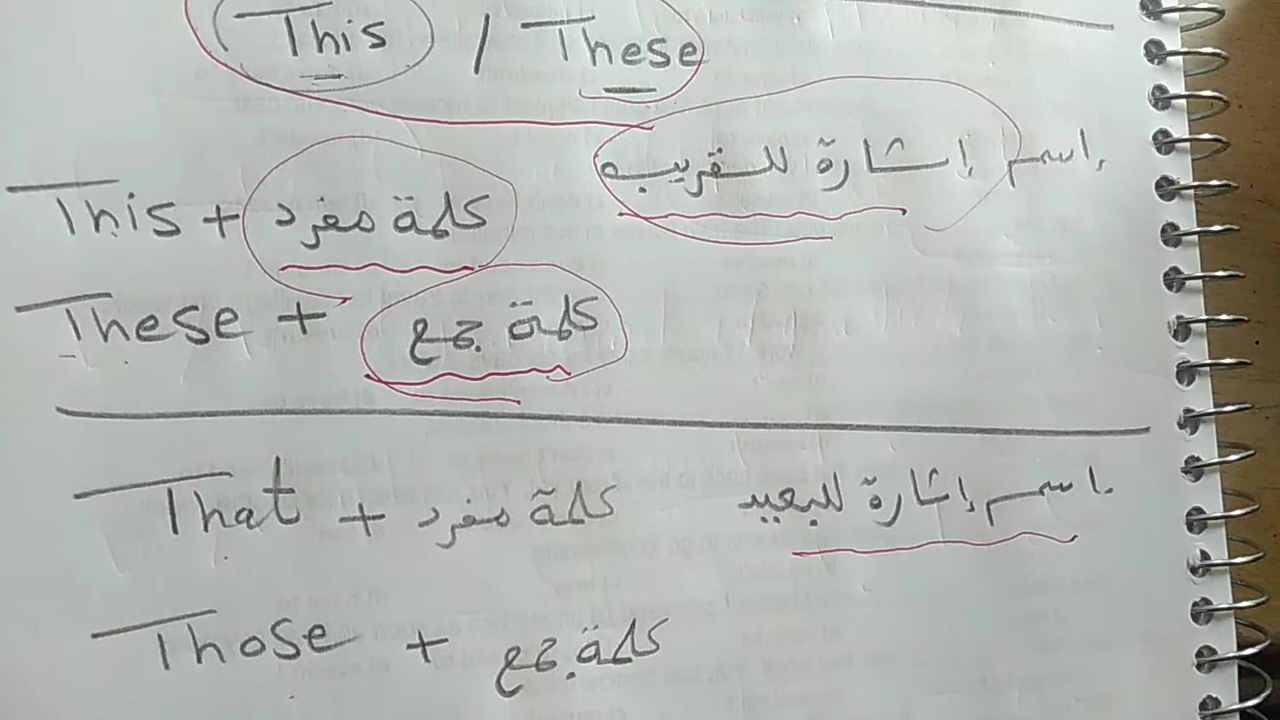 This / These
اسم إشارة للقريب
This + كلمة مفرد
These + كلمة جمع
اسم إشارة للبعيد
That + كلمة مفرد
Those + كلمة جمع